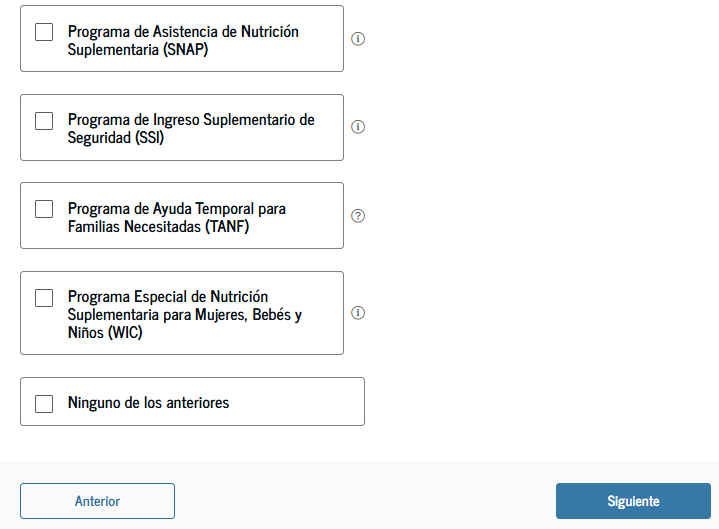 Programa de Asistencia de Nutrición
Suplementaria (SNAP)
Programa de Ingreso Suplementario de
Seguridad (SSI)
Programa de Ayuda Temporal para
Familias Necesitadas (TANF)
Programa Especial de Nutrición
Suplementaria para Mujeres, Bebés y
Niños (WIC)
Ninguno de los anteriores
Anterior
Siguiente